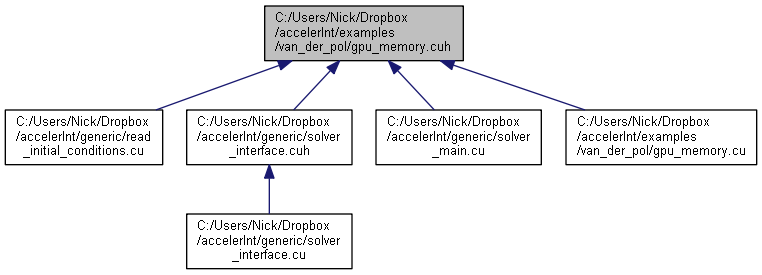 C:/Users/Nick/Dropbox
/accelerInt/examples
/van_der_pol/gpu_memory.cuh
C:/Users/Nick/Dropbox
/accelerInt/generic/read
_initial_conditions.cu
C:/Users/Nick/Dropbox
/accelerInt/generic/solver
_interface.cuh
C:/Users/Nick/Dropbox
/accelerInt/generic/solver
_main.cu
C:/Users/Nick/Dropbox
/accelerInt/examples
/van_der_pol/gpu_memory.cu
C:/Users/Nick/Dropbox
/accelerInt/generic/solver
_interface.cu